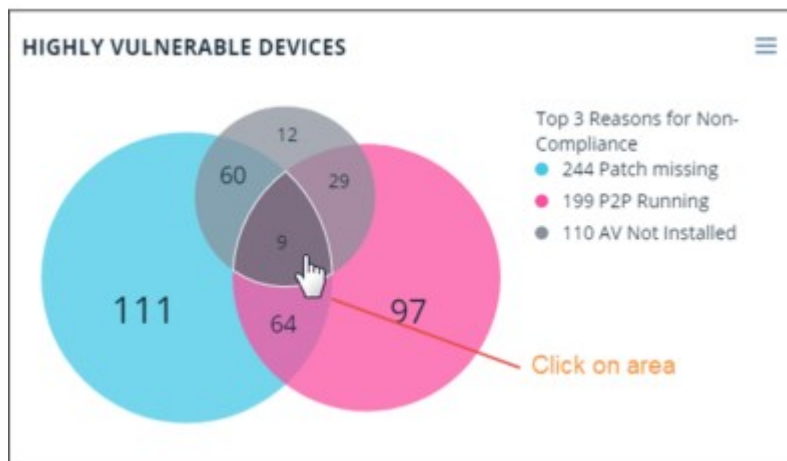 HIGHLY VULNERABLE DEVICES
Top 3 Reasons for Non-
Compliance
244 Patch missing
199 P2P Running
110 AV Not Installed
12
60
29
9
111
64
97
Click on area